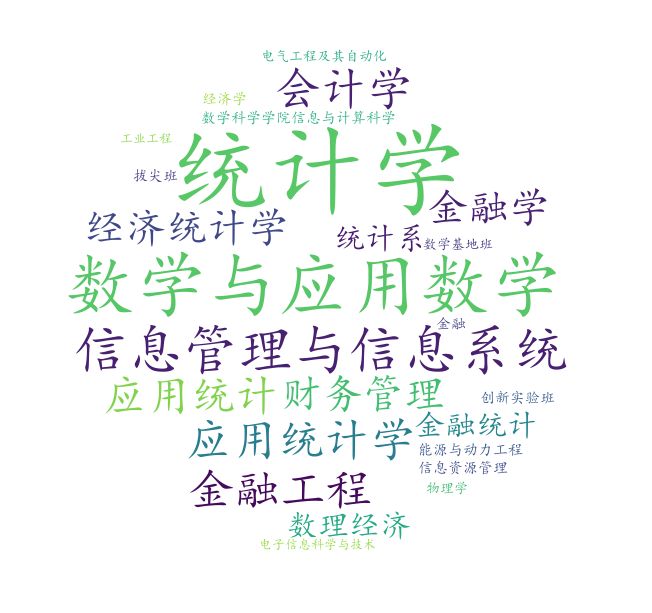 电气工程及其自动化
会计学
经济学
数学科学学院信息与计算科学
工业工程
统计学
拔尖班
金融学
经济统计学
统计系
数学基地班
数学与应用数学
金融
信息管理与信息系统
应用统计
财务管理
创新实验班
金融统计
应用统计学
能源与动力工程
信息资源管理
金融工程
物理学
数理经济
电子信息科学与技术